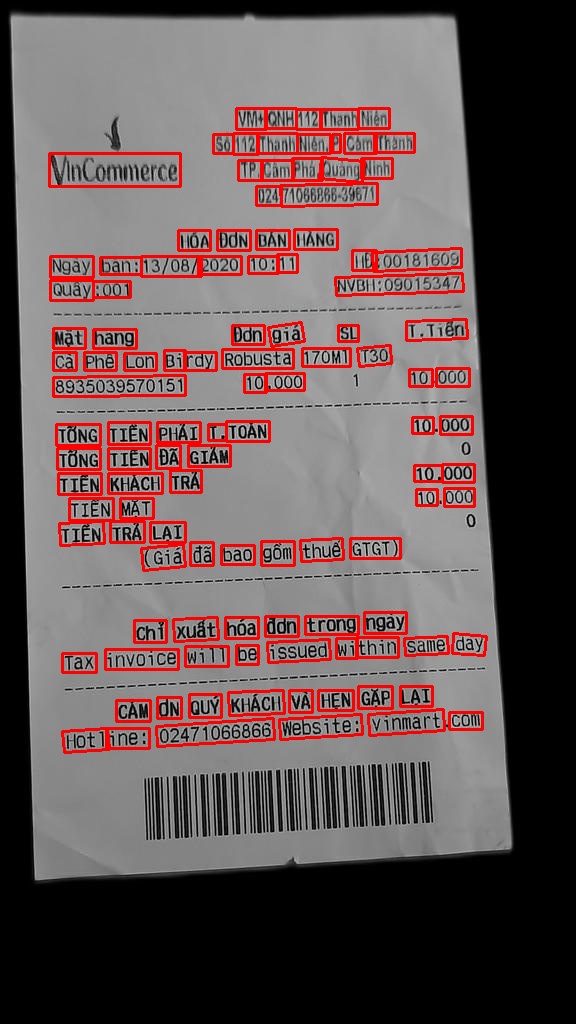 VinCommerce
VM+ QNH 112 Thanh Niên
Số 112 Thanh Niên, P Cẩm Thành
TP. Cẩm Phả, Quảng Ninh
024 71066866-39671
HÓA ĐƠN BÁN HÀNG
Ngày bán:13/08/2020 10:11 HĐ:00181609
Quầy:001 NVBH:09015347
Mặt hàng Đơn giá SL T.Tiền
Cà Phê Lon Birdy Robusta 170Ml T30
8935039570151 10.000 1 10.000
TỔNG TIỀN PHẢI T.TOÁN 10.000
TỔNG TIỀN ĐÃ GIẢM 0
TIỀN KHÁCH TRẢ 10.000
TIỀN MẶT 10.000
TIỀN TRẢ LẠI 0
(Giá đã bao gồm thuế GTGT)
Chỉ xuất hóa đơn trong ngày
Tax invoice will be issued within same day
CẢM ƠN QUÝ KHÁCH VÀ HẸN GẶP LẠI
Hotline: 02471066866 Website: vinmart.com